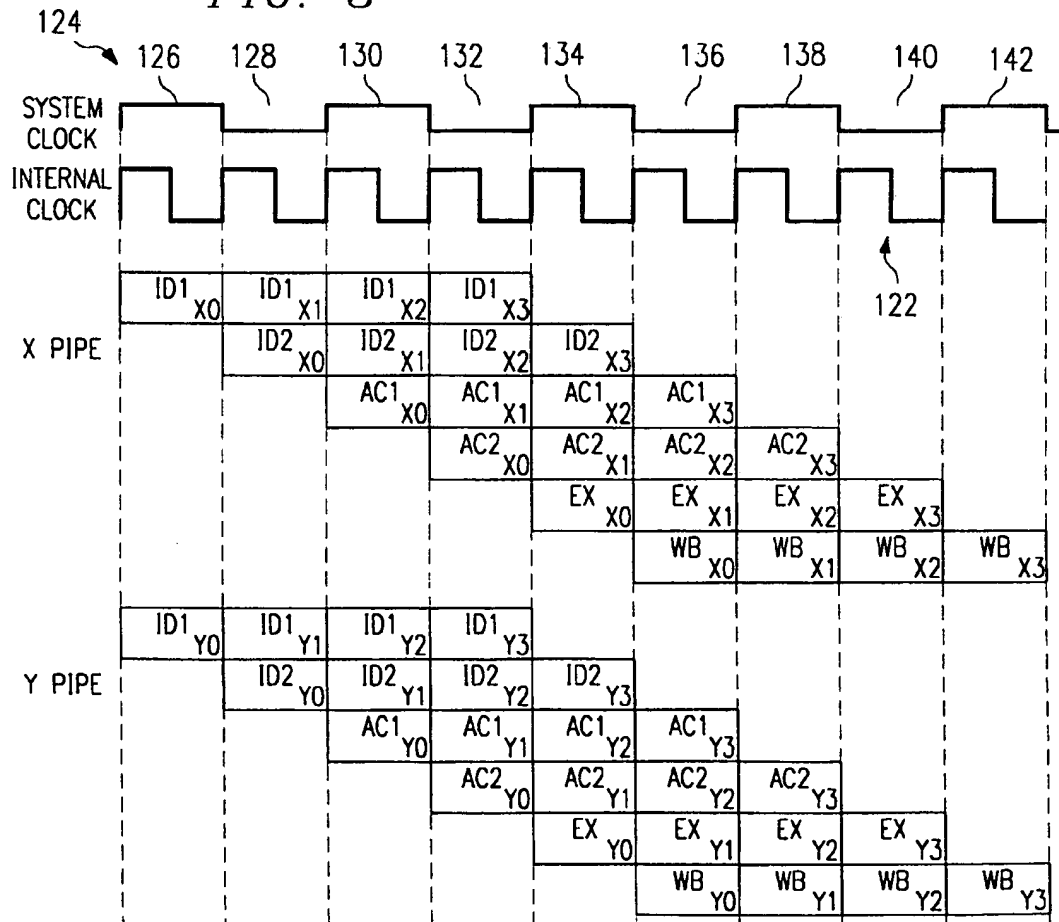 FIG. 3
124
126 128 130 132 134 136 138 140 142
SYSTEM
CLOCK
INTERNAL
CLOCK
122
ID1 X0 ID1 X1 ID1 X2 ID1 X3
X PIPE
ID2 X0 ID2 X1 ID2 X2 ID2 X3
AC1 X0 AC1 X1 AC1 X2 AC1 X3
AC2 X0 AC2 X1 AC2 X2 AC2 X3
EX X0 EX X1 EX X2 EX X3
WB X0 WB X1 WB X2 WB X3
ID1 Y0 ID1 Y1 ID1 Y2 ID1 Y3
Y PIPE
ID2 Y0 ID2 Y1 ID2 Y2 ID2 Y3
AC1 Y0 AC1 Y1 AC1 Y2 AC1 Y3
AC2 Y0 AC2 Y1 AC2 Y2 AC2 Y3
EX Y0 EX Y1 EX Y2 EX Y3
WB Y0 WB Y1 WB Y2 WB Y3